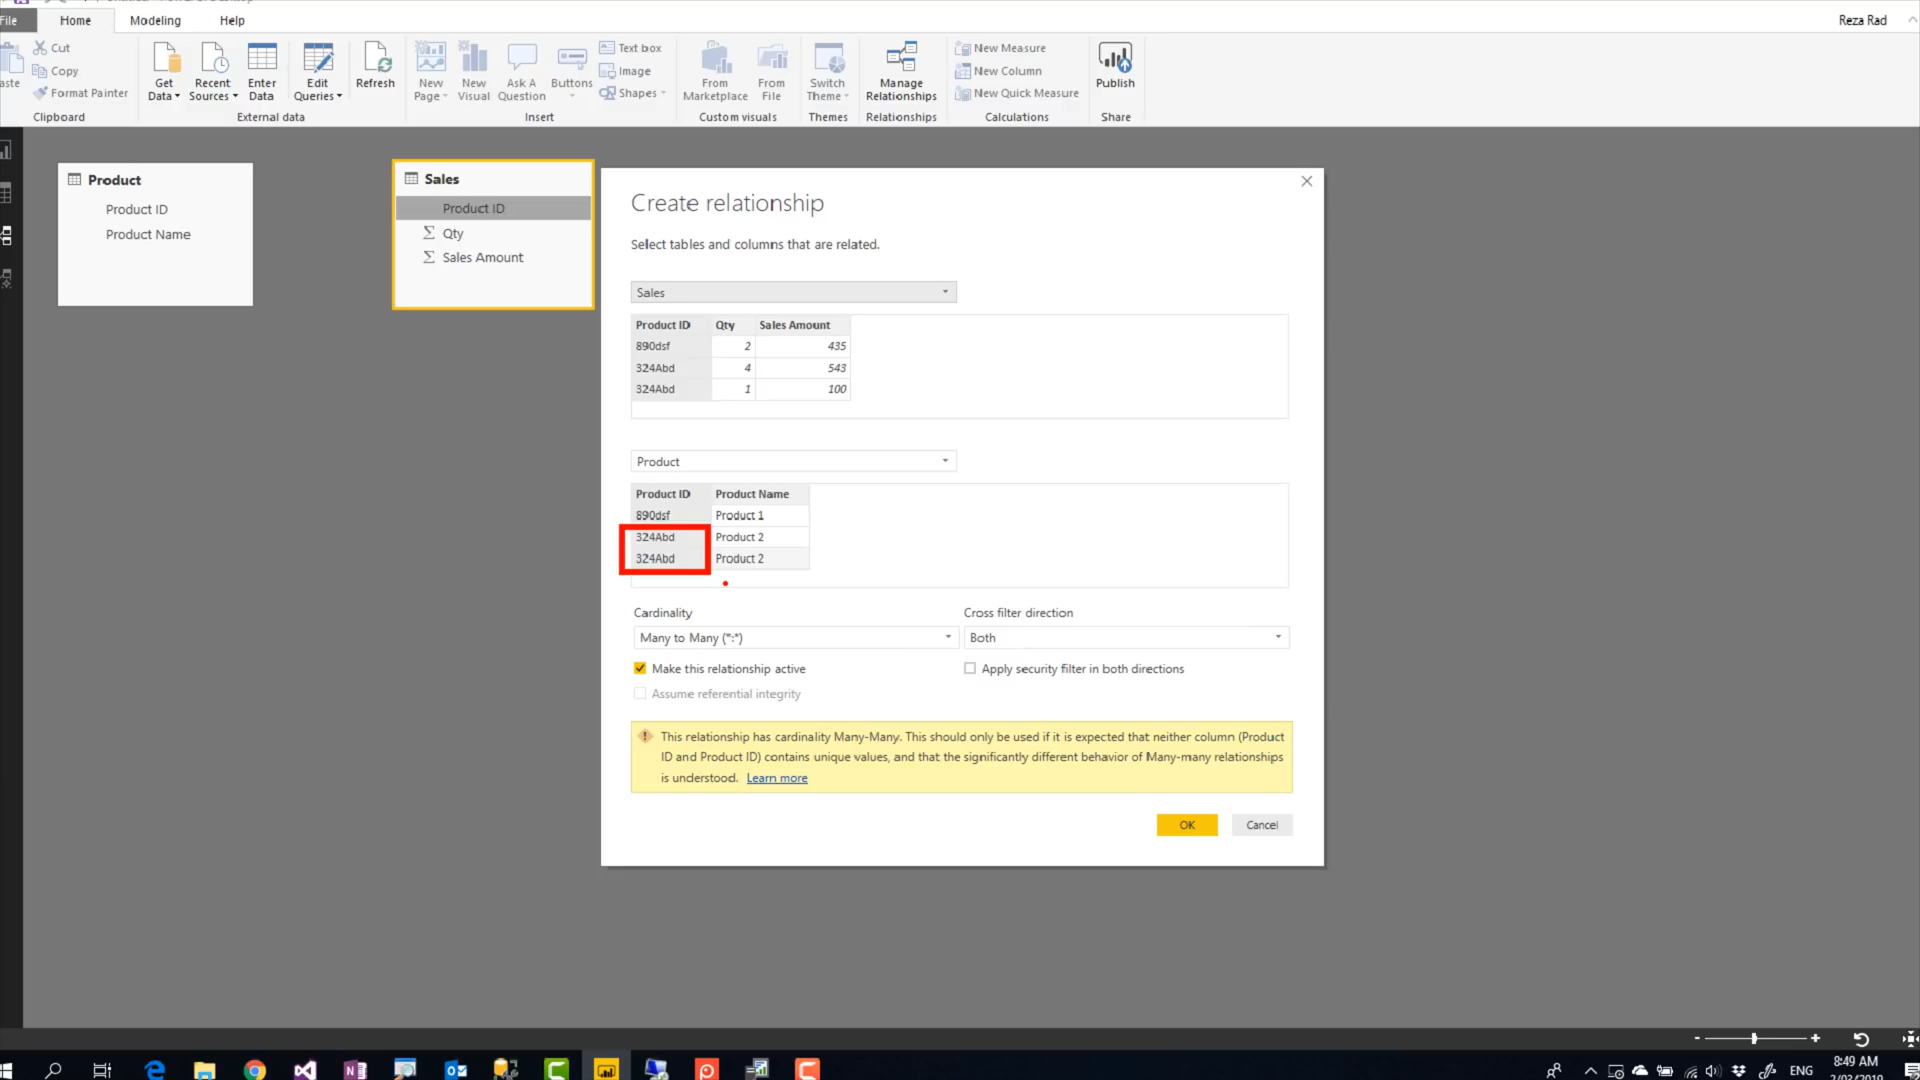 File
Home
Modeling
Help
Reza Rad
Cut
Copy
Format Painter
Clipboard
Get Data
Recent Sources
Enter Data
Edit Queries
Refresh
External data
New Page
New Visual
Ask A Question
Buttons
Text box
Image
Shapes
Insert
From Marketplace
From File
Custom visuals
Switch Theme
Themes
Manage Relationships
Relationships
New Measure
New Column
New Quick Measure
Calculations
Publish
Share
Product
Product ID
Product Name
Sales
Product ID
Σ Qty
Σ Sales Amount
Create relationship
Select tables and columns that are related.
Sales
Product ID Qty Sales Amount
890dsf 2 435
324Abd 4 543
324Abd 1 100
Product
Product ID Product Name
890dsf Product 1
324Abd Product 2
324Abd Product 2
Cardinality
Many to Many (*:*)
Cross filter direction
Both
Make this relationship active
Apply security filter in both directions
Assume referential integrity
This relationship has cardinality Many-Many. This should only be used if it is expected that neither column (Product
ID and Product ID) contains unique values, and that the significantly different behavior of Many-many relationships
is understood. Learn more
OK
Cancel
ENG
8:49 AM